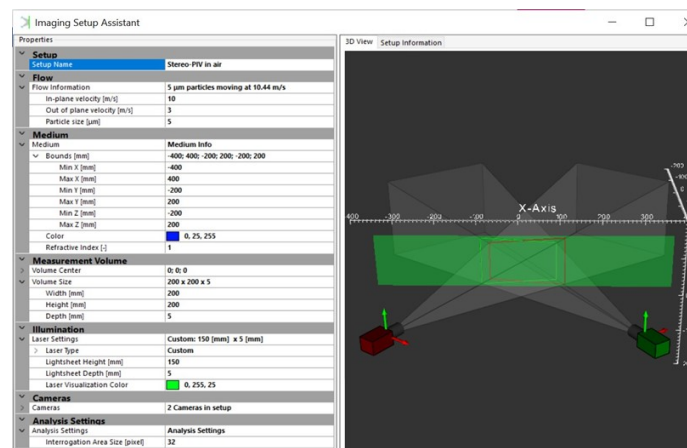 Imaging Setup Assistant
Properties
Setup
Setup Name Stereo-PIV in air
Flow
Flow Information 5 µm particles moving at 10.44 m/s
In-plane velocity [m/s] 10
Out of plane velocity [m/s] 3
Particle size [µm] 5
Medium
Medium Medium Info
Bounds [mm] -400; 400; -200; 200; -200; 200
Min X [mm] -400
Max X [mm] 400
Min Y [mm] -200
Max Y [mm] 200
Min Z [mm] -200
Max Z [mm] 200
Color 0, 25, 255
Refractive Index [-] 1
Measurement Volume
Volume Center 0; 0; 0
Volume Size 200 x 200 x 5
Width [mm] 200
Height [mm] 200
Depth [mm] 5
Illumination
Laser Settings Custom: 150 [mm] x 5 [mm]
Laser Type Custom
Lightsheet Height [mm] 150
Lightsheet Depth [mm] 5
Laser Visualization Color 0, 255, 25
Cameras
Cameras 2 Cameras in setup
Analysis Settings
Analysis Settings Analysis Settings
Interrogation Area Size [pixel] 32
3D View Setup Information
X-Axis
400 -300 -200 -100 0 100 200 300
-200
-100